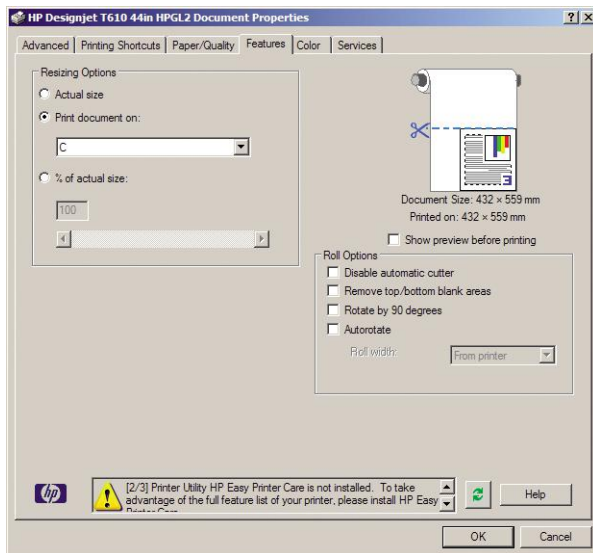 HP Designjet T610 44in HPGL2 Document Properties
Advanced Printing Shortcuts Paper/Quality Features Color Services
Resizing Options
Actual size
Print document on:
C
% of actual size:
100
Document Size: 432 × 559 mm
Printed on: 432 × 559 mm
Show preview before printing
Roll Options
Disable automatic cutter
Remove top/bottom blank areas
Rotate by 90 degrees
Autorotate
Roll width:
From printer
hp
[2/3] Printer Utility HP Easy Printer Care is not installed. To take
advantage of the full feature list of your printer, please install HP Easy
Printer Care
Help
OK Cancel